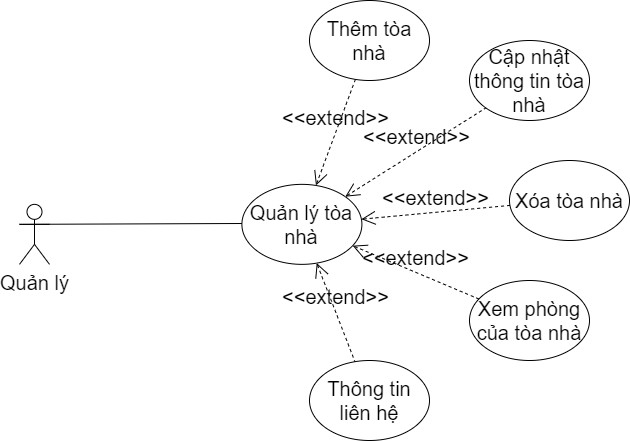 Thêm tòa
nhà
Cập nhật
thông tin tòa
nhà
<<extend>>
<<extend>>
<<extend>>
Xóa tòa nhà
Quản lý tòa
nhà
<<extend>>
Quản lý
<<extend>>
Xem phòng
của tòa nhà
Thông tin
liên hệ